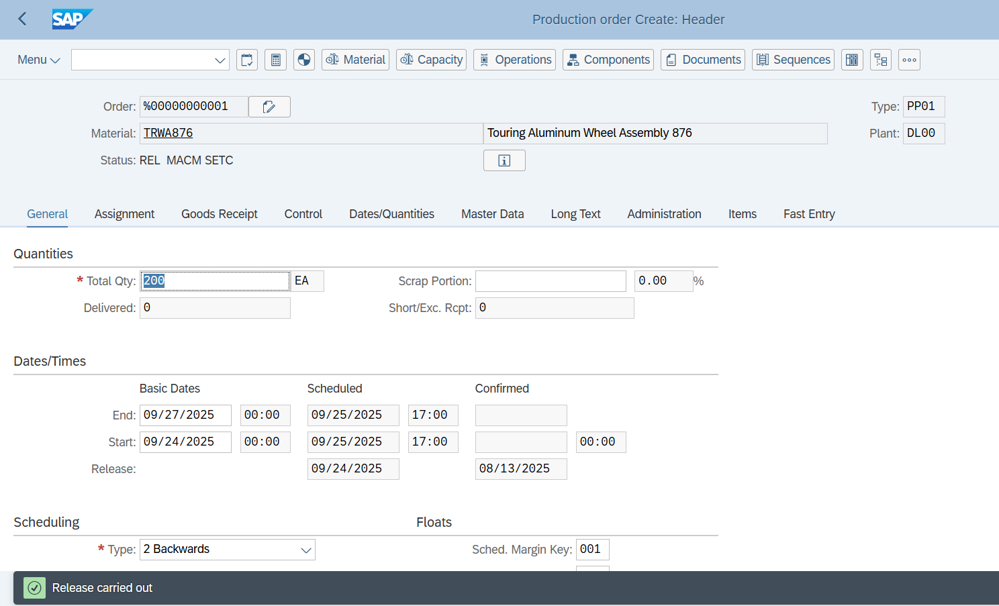 SAP
Production order Create: Header
Menu
Material Capacity Operations Components Documents Sequences
Order: %00000000001 Type: PP01
Material: TRWA876 Touring Aluminum Wheel Assembly 876 Plant: DL00
Status: REL MACM SETC
General Assignment Goods Receipt Control Dates/Quantities Master Data Long Text Administration Items Fast Entry
Quantities
* Total Qty: 200 EA Scrap Portion: 0.00 %
Delivered: 0 Short/Exc. Rcpt: 0
Dates/Times
Basic Dates Scheduled Confirmed
End: 09/27/2025 00:00 09/25/2025 17:00
Start: 09/24/2025 00:00 09/25/2025 17:00 00:00
Release: 09/24/2025 08/13/2025
Scheduling Floats
* Type: 2 Backwards Sched. Margin Key: 001
Release carried out